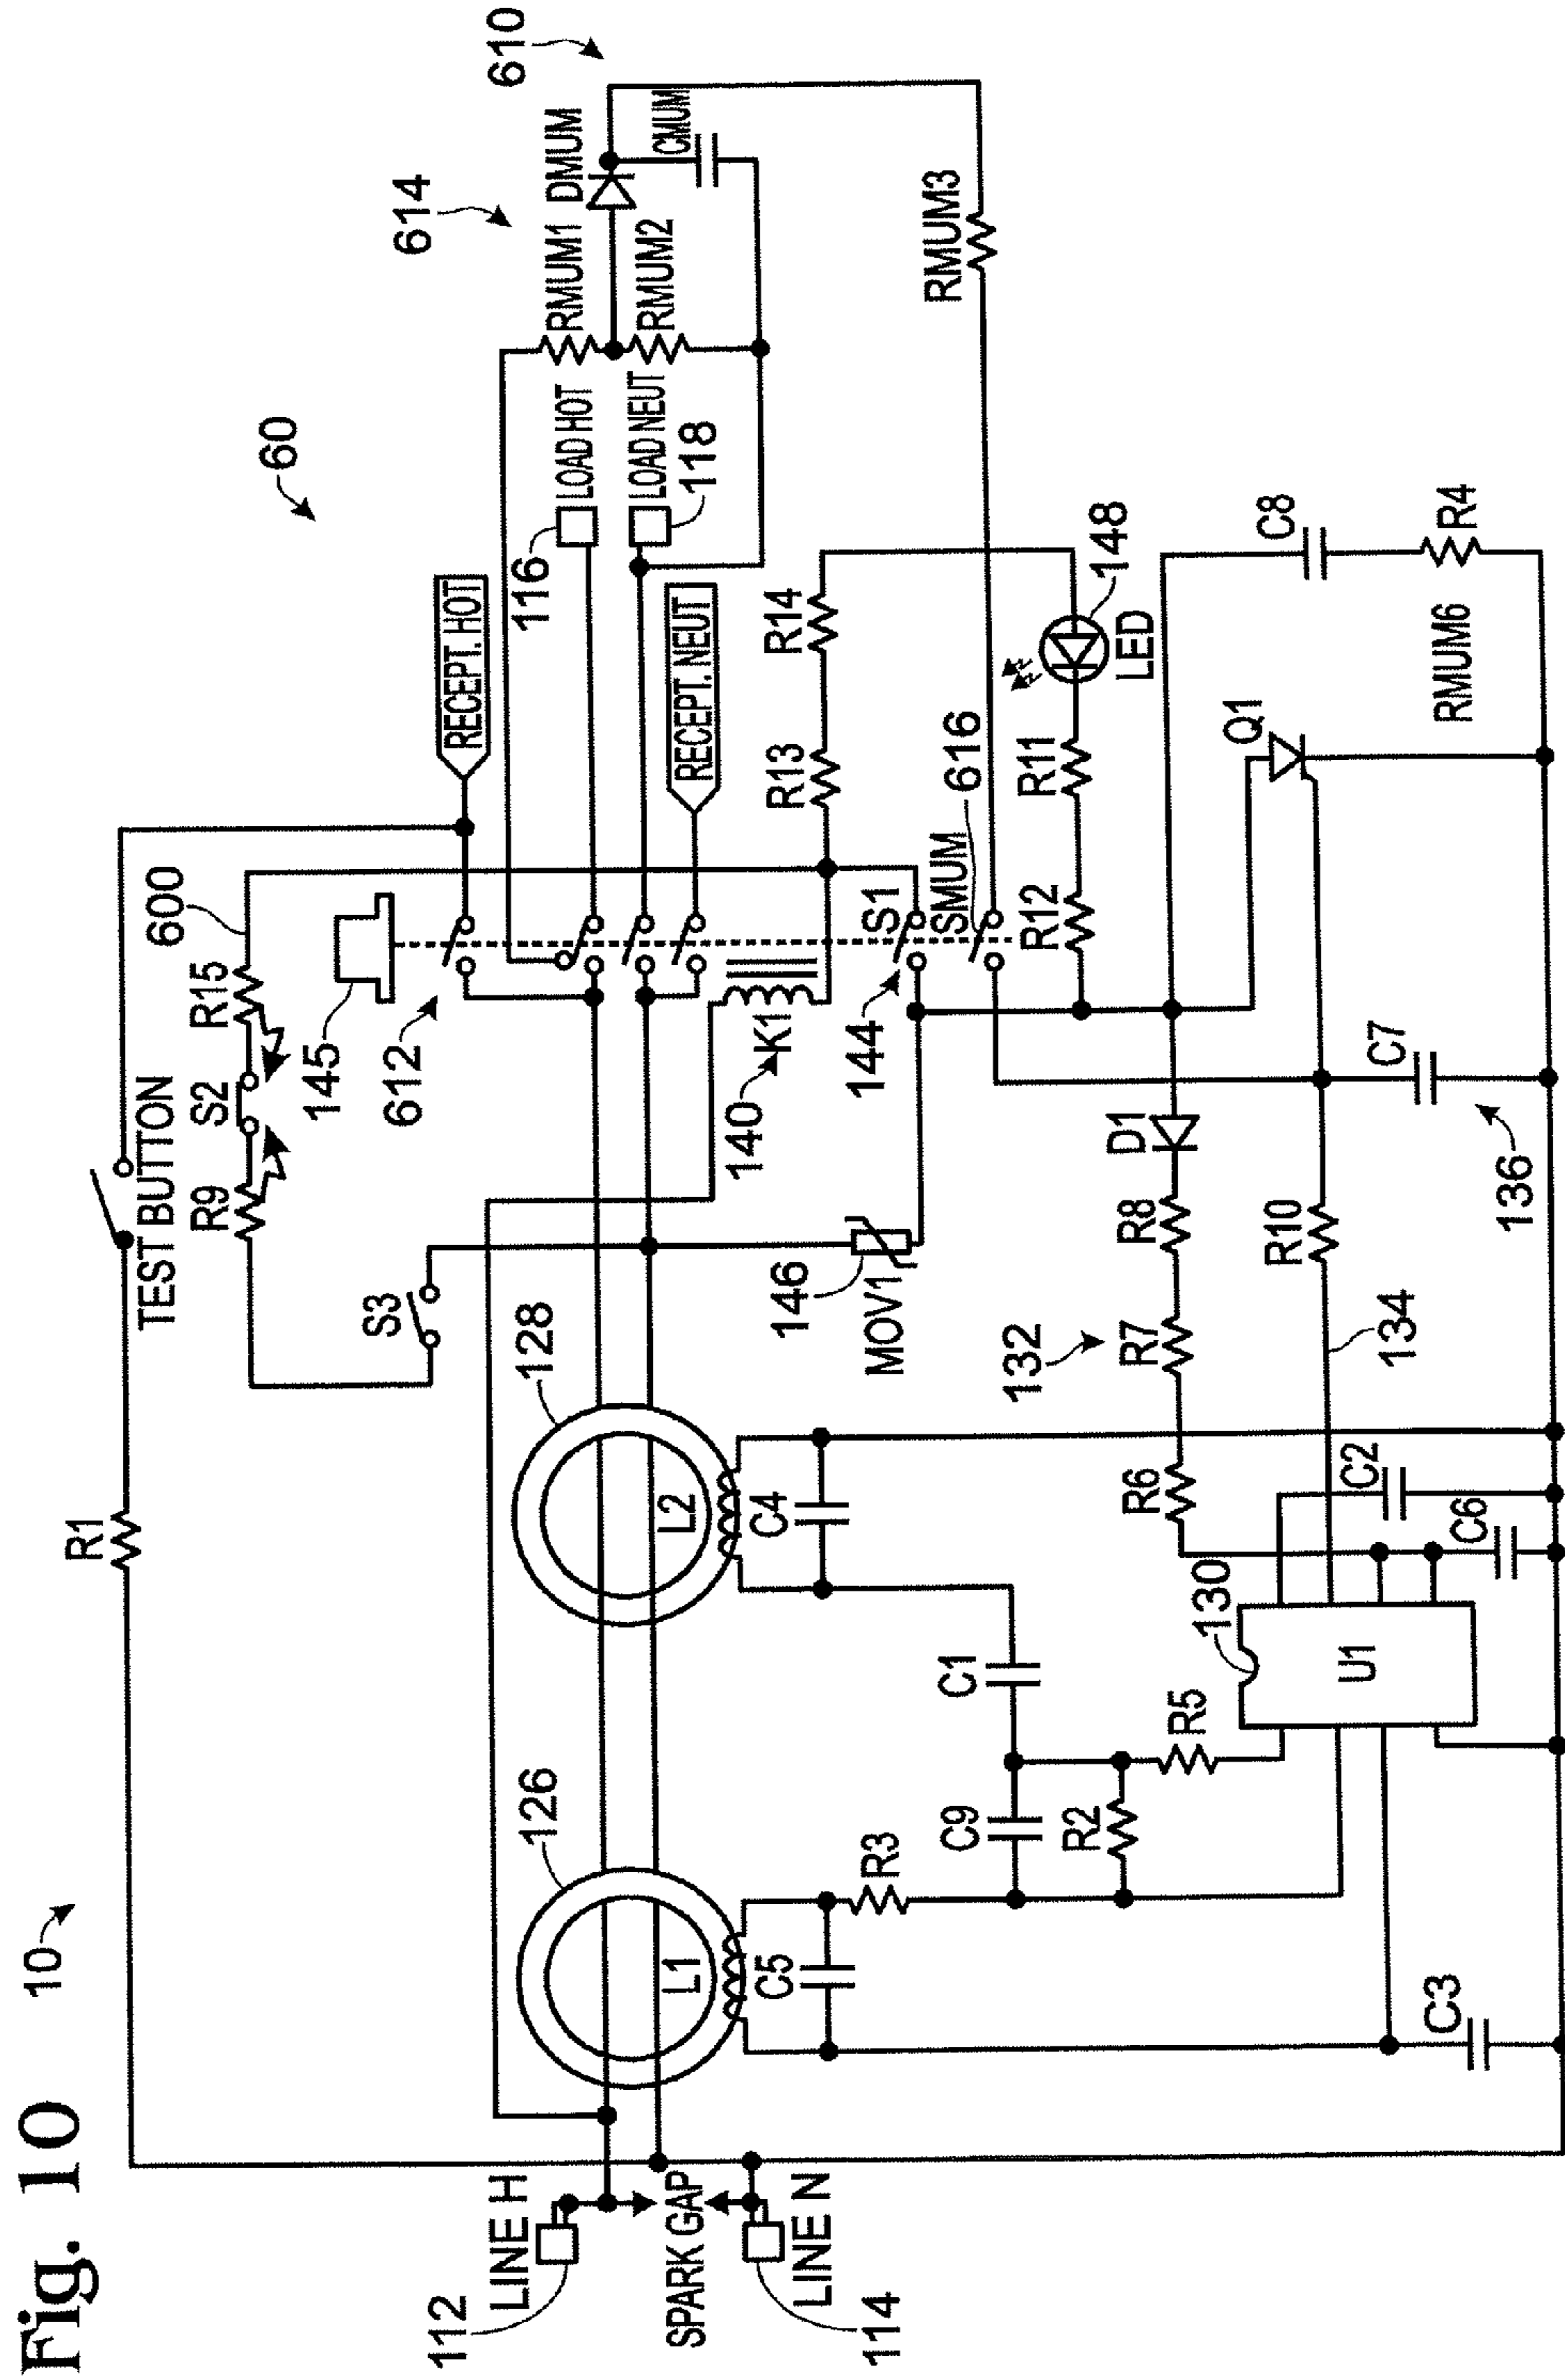 Fig. 10
10
60
TEST BUTTON
R1
R9
S2
R15
600
145
S3
612
RECEPT. HOT
RECEPT. NEUT
116
LOAD HOT
LOAD NEUT
118
614
610
RMUM1
RMUM2
DMUM
CMUM
RMUM3
LINE H
112
SPARK GAP
LINE N
114
126
L1
128
L2
C5
C4
R3
C9
C1
R2
R5
140
K1
146
MOV1
144
S1
SMUM
616
R13
R14
R12
R11
LED
148
132
R6
R7
R8
D1
R10
134
C7
136
Q1
RMUM6
C8
R4
130
U1
C2
C6
C3